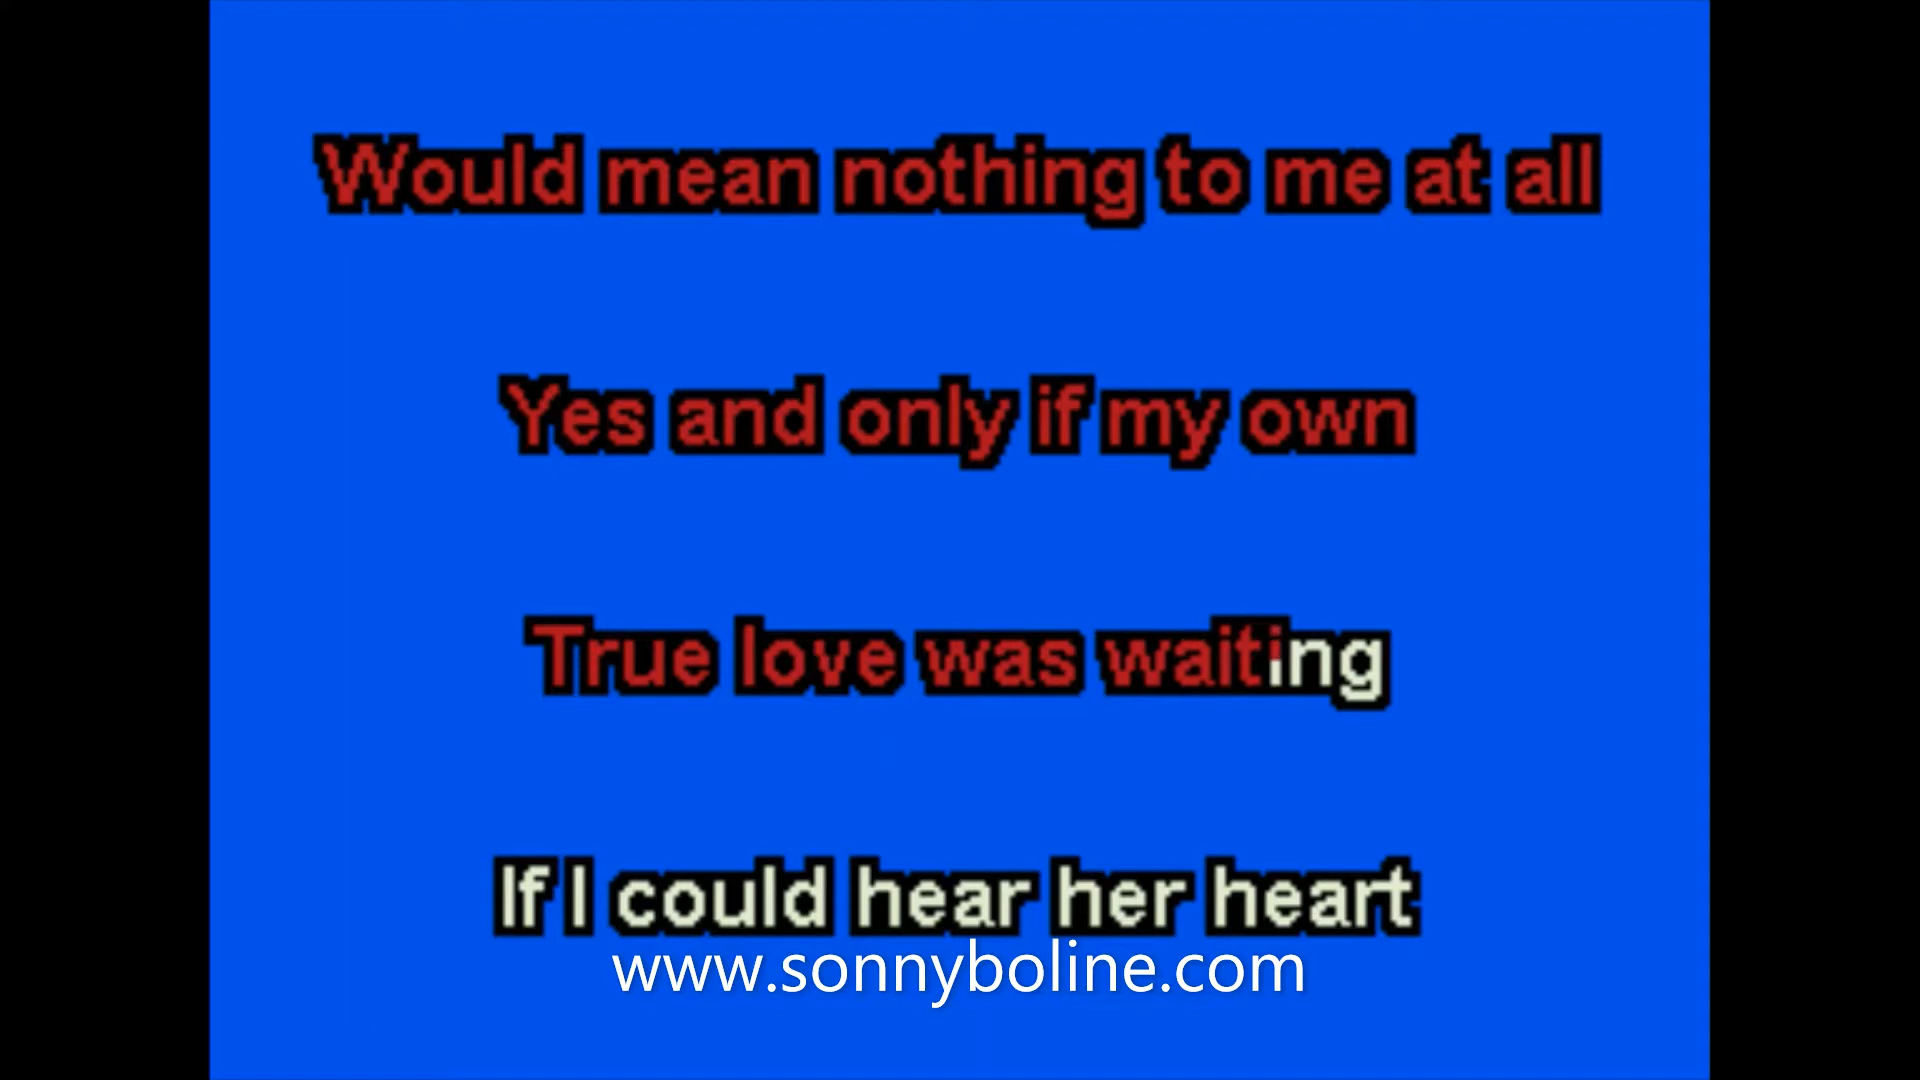 Would mean nothing to me at all
Yes and only if my own
True love was waiting
If I could hear her heart
www.sonnyboline.com